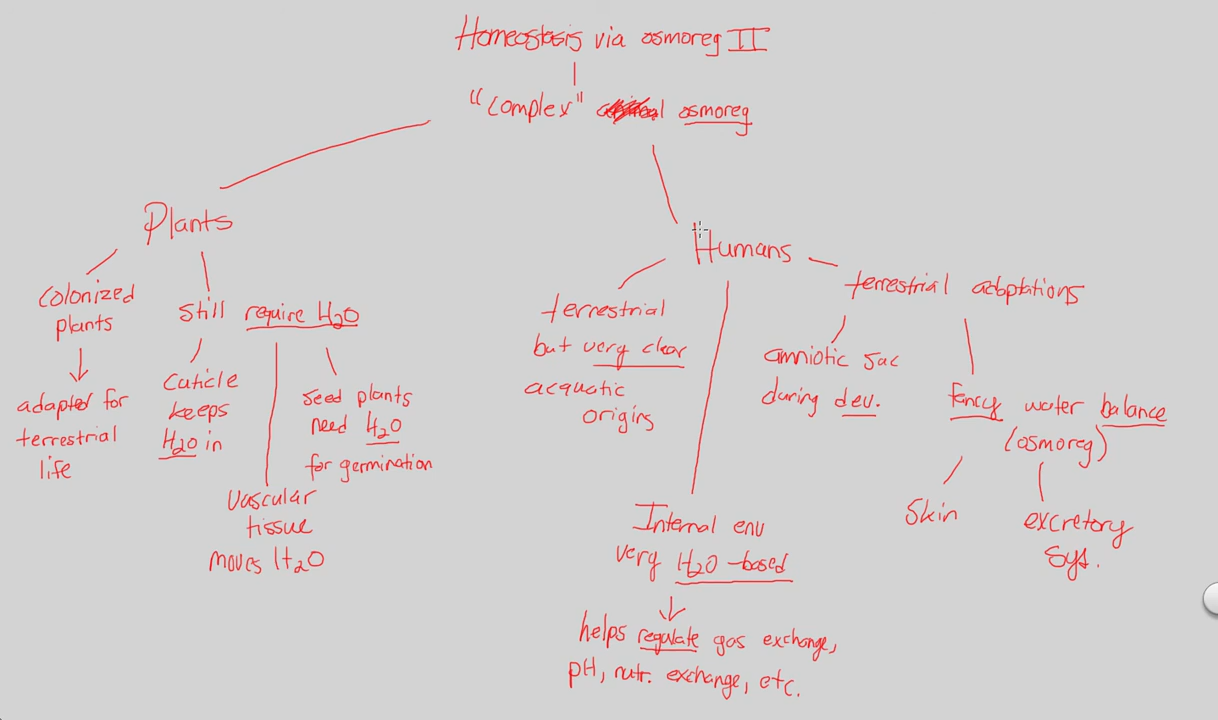 Homeostasis via osmoreg II
"Complex" osmoreg
Plants
Colonized
plants
adapted for
terrestrial
life
still require H2O
Cuticle
keeps
H2O in
vascular
tissue
moves H2O
seed plants
need H2O
for germination
Humans
terrestrial
but very clear
acquatic
origins
Internal env
very H2O-based
helps regulate gas exchange,
pH, nutr. exchange, etc.
terrestrial adaptations
amniotic sac
during dev.
fancy water balance
(osmoreg)
Skin
excretory
sys.